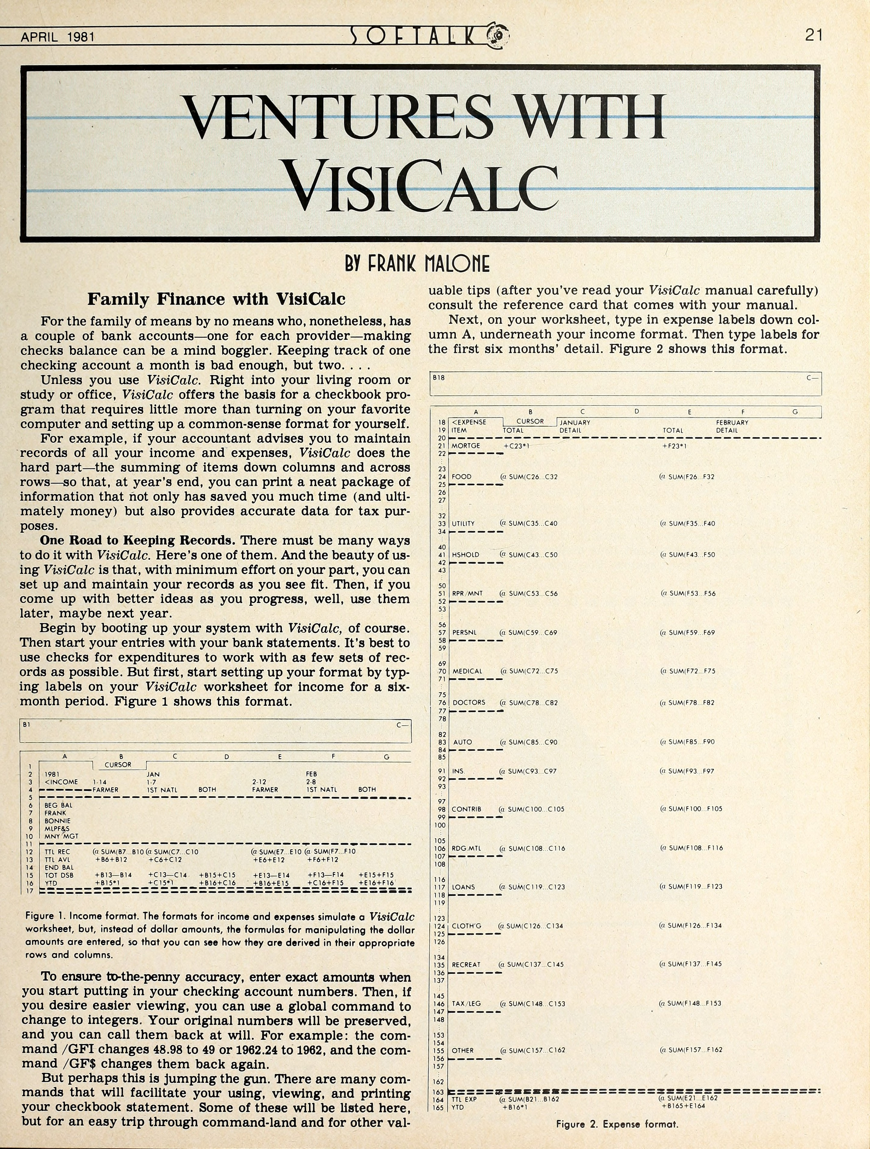 APRIL 1981
SOFTALK
21
VENTURES WITH
VISICALC
BY FRANK MALONE
Family Finance with VisiCalc
For the family of means by no means who, nonetheless, has
a couple of bank accounts—one for each provider—making
checks balance can be a mind boggler. Keeping track of one
checking account a month is bad enough, but two. . . .
Unless you use VisiCalc. Right into your living room or
study or office, VisiCalc offers the basis for a checkbook pro-
gram that requires little more than turning on your favorite
computer and setting up a common-sense format for yourself.
For example, if your accountant advises you to maintain
records of all your income and expenses, VisiCalc does the
hard part—the summing of items down columns and across
rows—so that, at year's end, you can print a neat package of
information that not only has saved you much time (and ulti-
mately money) but also provides accurate data for tax pur-
poses.
One Road to Keeping Records. There must be many ways
to do it with VisiCalc. Here's one of them. And the beauty of us-
ing VisiCalc is that, with minimum effort on your part, you can
set up and maintain your records as you see fit. Then, if you
come up with better ideas as you progress, well, use them
later, maybe next year.
Begin by booting up your system with VisiCalc, of course.
Then start your entries with your bank statements. It's best to
use checks for expenditures to work with as few sets of rec-
ords as possible. But first, start setting up your format by typ-
ing labels on your VisiCalc worksheet for income for a six-
month period. Figure 1 shows this format.
B1 C—
A B C D E F G
1 CURSOR
2 1981 JAN FEB
3 <INCOME 1-14 1-7 2-12 2-8
4 ------FARMER 1ST NATL BOTH FARMER 1ST NATL BOTH
5
6 BEG BAL
7 FRANK
8 BONNIE
9 MLPF&S
10 MNY MGT
11
12 TTL REC @SUM(B7...B10 @SUM(C7...C10 @SUM(E7...E10 @SUM(F7...F10
13 TTL AVL +B6+B12 +C6+C12 +E6+E12 +F6+F12
14 END BAL
15 TOT DSB +B13—B14 +C13—C14 +B15+C15 +E13—E14 +F13—F14 +E15+F15
16 YTD +B15*1 +C15*1 +B16+C16 +B16+E15 +C16+F15 +E16+F16
17
Figure 1. Income format. The formats for income and expenses simulate a VisiCalc
worksheet, but, instead of dollar amounts, the formulas for manipulating the dollar
amounts are entered, so that you can see how they are derived in their appropriate
rows and columns.
To ensure to-the-penny accuracy, enter exact amounts when
you start putting in your checking account numbers. Then, if
you desire easier viewing, you can use a global command to
change to integers. Your original numbers will be preserved,
and you can call them back at will. For example: the com-
mand /GFI changes 48.98 to 49 or 1962.24 to 1962, and the com-
mand /GF$ changes them back again.
But perhaps this is jumping the gun. There are many com-
mands that will facilitate your using, viewing, and printing
your checkbook statement. Some of these will be listed here,
but for an easy trip through command-land and for other val-
uable tips (after you've read your VisiCalc manual carefully)
consult the reference card that comes with your manual.
Next, on your worksheet, type in expense labels down col-
umn A, underneath your income format. Then type labels for
the first six months' detail. Figure 2 shows this format.
B18 C—
A B C D E F G
18 <EXPENSE CURSOR JANUARY FEBRUARY
19 ITEM TOTAL DETAIL TOTAL DETAIL
20
21 MORTGE +C23*1 +F23*1
22
23
24 FOOD @SUM(C26...C32 @SUM(F26...F32
25
26
27
32
33 UTILITY @SUM(C35...C40 @SUM(F35...F40
34
40
41 HSHOLD @SUM(C43...C50 @SUM(F43...F50
42
43
50
51 RPR/MNT @SUM(C53...C56 @SUM(F53...F56
52
53
56
57 PERSNL @SUM(C59...C69 @SUM(F59...F69
58
59
69
70 MEDICAL @SUM(C72...C75 @SUM(F72...F75
71
75
76 DOCTORS @SUM(C78...C82 @SUM(F78...F82
77
78
82
83 AUTO @SUM(C85...C90 @SUM(F85...F90
84
85
91 INS @SUM(C93...C97 @SUM(F93...F97
92
93
97
98 CONTRIB @SUM(C100...C105 @SUM(F100...F105
99
100
105
106 RDG.MTL @SUM(C108...C116 @SUM(F108...F116
107
108
116
117 LOANS @SUM(C119...C123 @SUM(F119...F123
118
119
123
124 CLOTH'G @SUM(C126...C134 @SUM(F126...F134
125
126
134
135 RECREAT @SUM(C137...C145 @SUM(F137...F145
136
137
145
146 TAX/LEG @SUM(C148...C153 @SUM(F148...F153
147
148
153
154
155 OTHER @SUM(C157...C162 @SUM(F157...F162
156
157
162
163
164 TTL EXP @SUM(B21...B162 @SUM(E21...E162
165 YTD +B16*1 +B165+E164
Figure 2. Expense format.